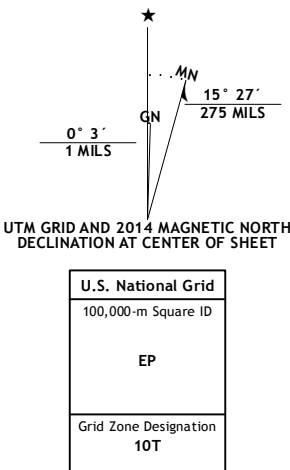 ★
MN
GN
15° 27´
275 MILS
0° 3´
1 MILS
UTM GRID AND 2014 MAGNETIC NORTH
DECLINATION AT CENTER OF SHEET
U.S. National Grid
100,000-m Square ID
EP
Grid Zone Designation
10T